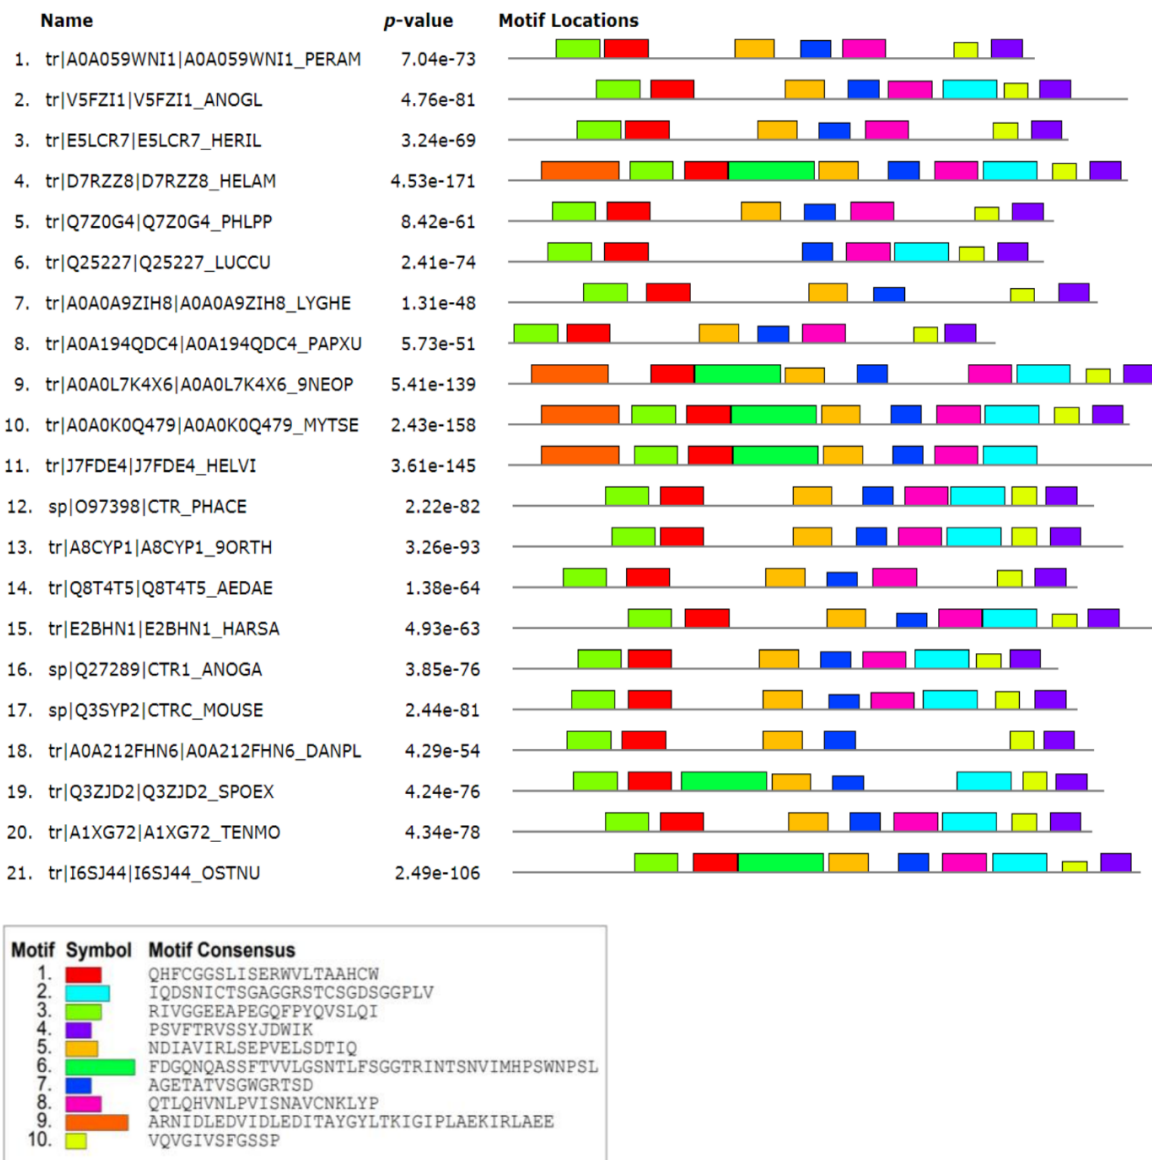 Name p-value Motif Locations
1. tr|A0A059WNI1|A0A059WNI1_PERAM 7.04e-73
2. tr|V5FZI1|V5FZI1_ANOGL 4.76e-81
3. tr|E5LCR7|E5LCR7_HERIL 3.24e-69
4. tr|D7RZZ8|D7RZZ8_HELAM 4.53e-171
5. tr|Q7Z0G4|Q7Z0G4_PHLPP 8.42e-61
6. tr|Q25227|Q25227_LUCCU 2.41e-74
7. tr|A0A0A9ZIH8|A0A0A9ZIH8_LYGHE 1.31e-48
8. tr|A0A194QDC4|A0A194QDC4_PAPXU 5.73e-51
9. tr|A0A0L7K4X6|A0A0L7K4X6_9NEOP 5.41e-139
10. tr|A0A0K0Q479|A0A0K0Q479_MYTSE 2.43e-158
11. tr|J7FDE4|J7FDE4_HELVI 3.61e-145
12. sp|O97398|CTR_PHACE 2.22e-82
13. tr|A8CYP1|A8CYP1_9ORTH 3.26e-93
14. tr|Q8T4T5|Q8T4T5_AEDAE 1.38e-64
15. tr|E2BHN1|E2BHN1_HARSA 4.93e-63
16. sp|Q27289|CTR1_ANOGA 3.85e-76
17. sp|Q3SYP2|CTRC_MOUSE 2.44e-81
18. tr|A0A212FHN6|A0A212FHN6_DANPL 4.29e-54
19. tr|Q3ZJD2|Q3ZJD2_SPOEX 4.24e-76
20. tr|A1XG72|A1XG72_TENMO 4.34e-78
21. tr|I6SJ44|I6SJ44_OSTNU 2.49e-106
Motif Symbol Motif Consensus
1. QHFCGGSLISERWVLTAAHCW
2. IQDSNICTSGAGGRSTCSGDSGGPLV
3. RIVGGEEAPEGQFPYQVSLQI
4. PSVFTRVSSYJDWIK
5. NDIAVIRLSEPVELSDTIQ
6. FDGQNQASSFTVVLGSNTLFSGGTRINTSNVIMHPSWNPSL
7. AGETATVSGWGRTSD
8. QTLQHVNLPVISNAVCNKLYP
9. ARNIDLEDVIDLEDITAYGYLTKIGIPLAEKIRLAEE
10. VQVGIVSFGSSP